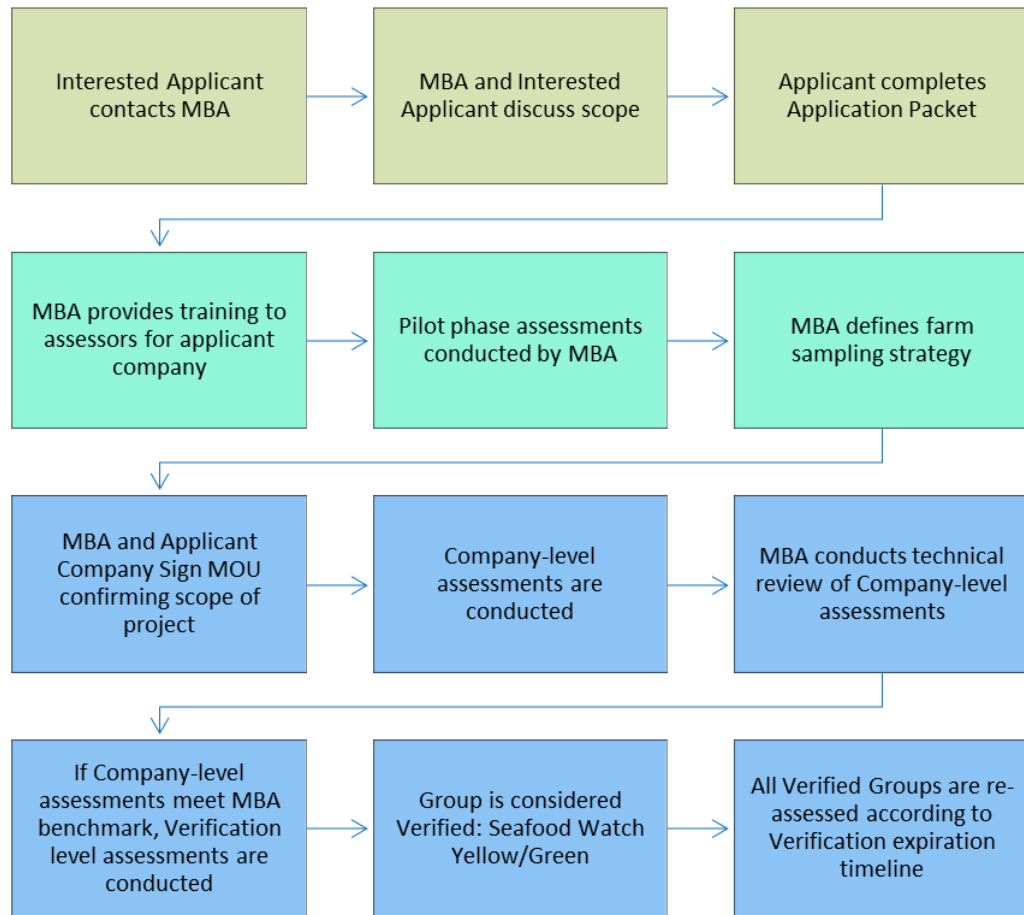 Interested Applicant
contacts MBA
MBA and Interested
Applicant discuss scope
Applicant completes
Application Packet
MBA provides training to
assessors for applicant
company
Pilot phase assessments
conducted by MBA
MBA defines farm
sampling strategy
MBA and Applicant
Company Sign MOU
confirming scope of
project
Company-level
assessments are
conducted
MBA conducts technical
review of Company-level
assessments
If Company-level
assessments meet MBA
benchmark, Verification
level assessments are
conducted
Group is considered
Verified: Seafood Watch
Yellow/Green
All Verified Groups are re-
assessed according to
Verification expiration
timeline